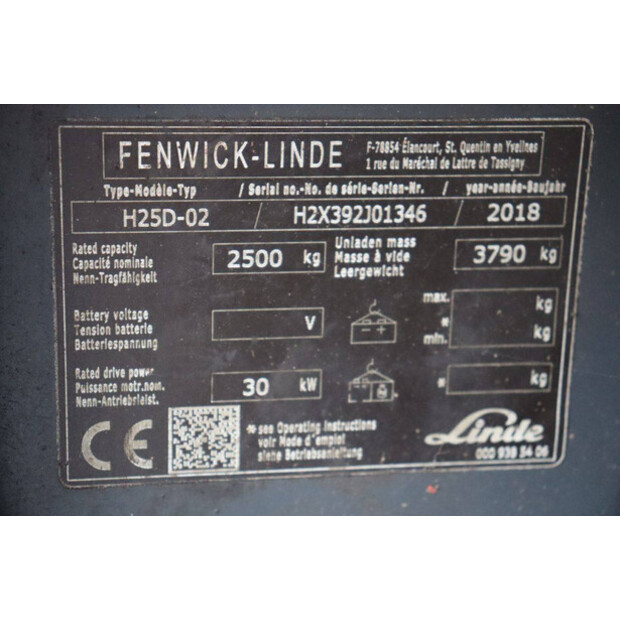 FENWICK-LINDE
F-78854 Élancourt, St. Quentin en Yvelines
1 rue du Maréchal de Lattre de Tassigny
Type-Modèle-Typ / Serial no.-No. de série-Serien-Nr. / year-année-Baujahr
H25D-02 / H2X392J01346 / 2018
Rated capacity
Capacité nominale
Nenn-Tragfähigkeit
2500 kg
Unladen mass
Masse à vide
Leergewicht
3790 kg
Battery voltage
Tension batterie
Batteriespannung
V
max. kg
*
min. kg
Rated drive power
Puissance motr.nom.
Nenn-Antriebsleist.
30 kW
* kg
CE
*see Operating Instructions
voir Mode d'emploi
siehe Betriebsanleitung
Linde
000 938 54 06